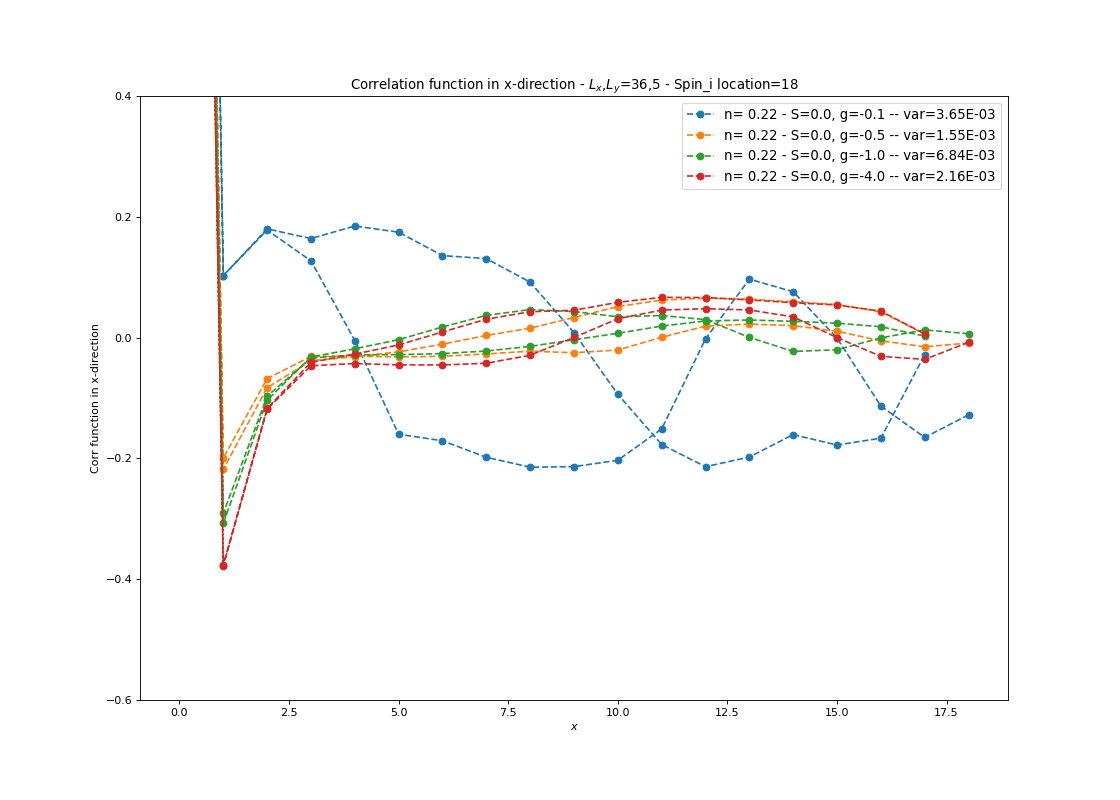 Correlation function in x-direction - Lx,Ly=36,5 - Spin_i location=18
0.4
n= 0.22 - S=0.0, g=-0.1 -- var=3.65E-03
n= 0.22 - S=0.0, g=-0.5 -- var=1.55E-03
n= 0.22 - S=0.0, g=-1.0 -- var=6.84E-03
n= 0.22 - S=0.0, g=-4.0 -- var=2.16E-03
0.2
0.0
−0.2
−0.4
−0.6
Corr function in x-direction
0.0 2.5 5.0 7.5 10.0 12.5 15.0 17.5
x